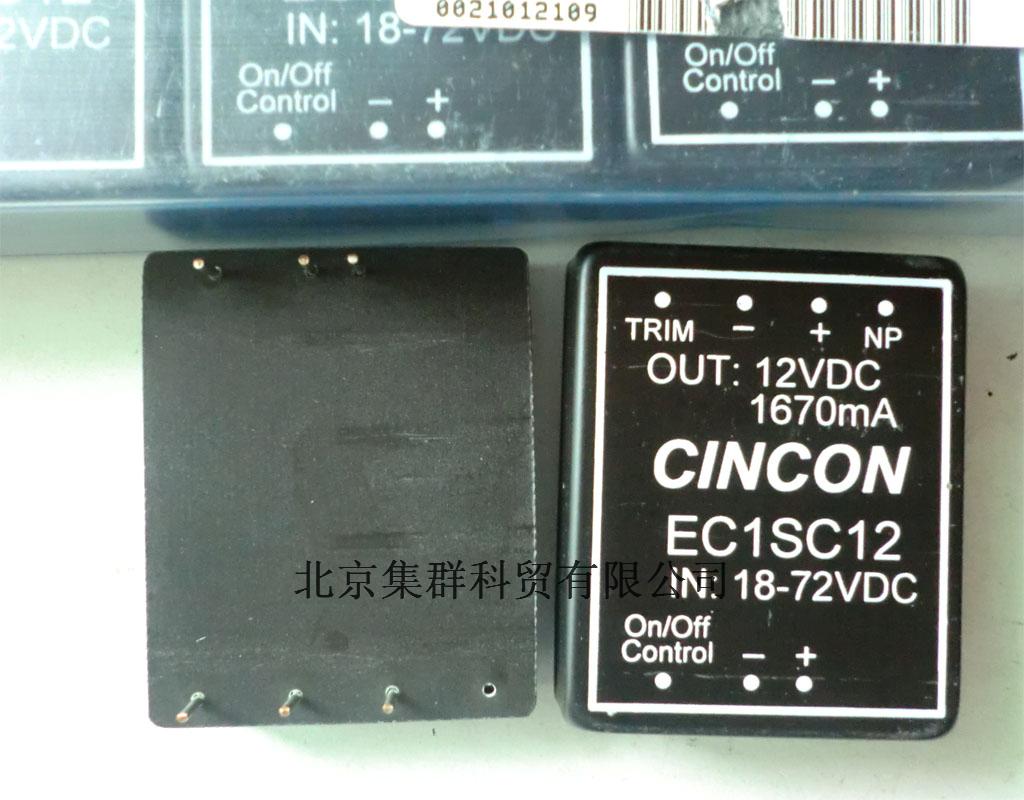 2VDC
0021012109
IN: 18-72VDC
On/Off
Control
− +
On/Off
Control
− +
TRIM − + NP
OUT: 12VDC
1670mA
CINCON
EC1SC12
IN: 18-72VDC
北京集群科贸有限公司
On/Off
Control
− +